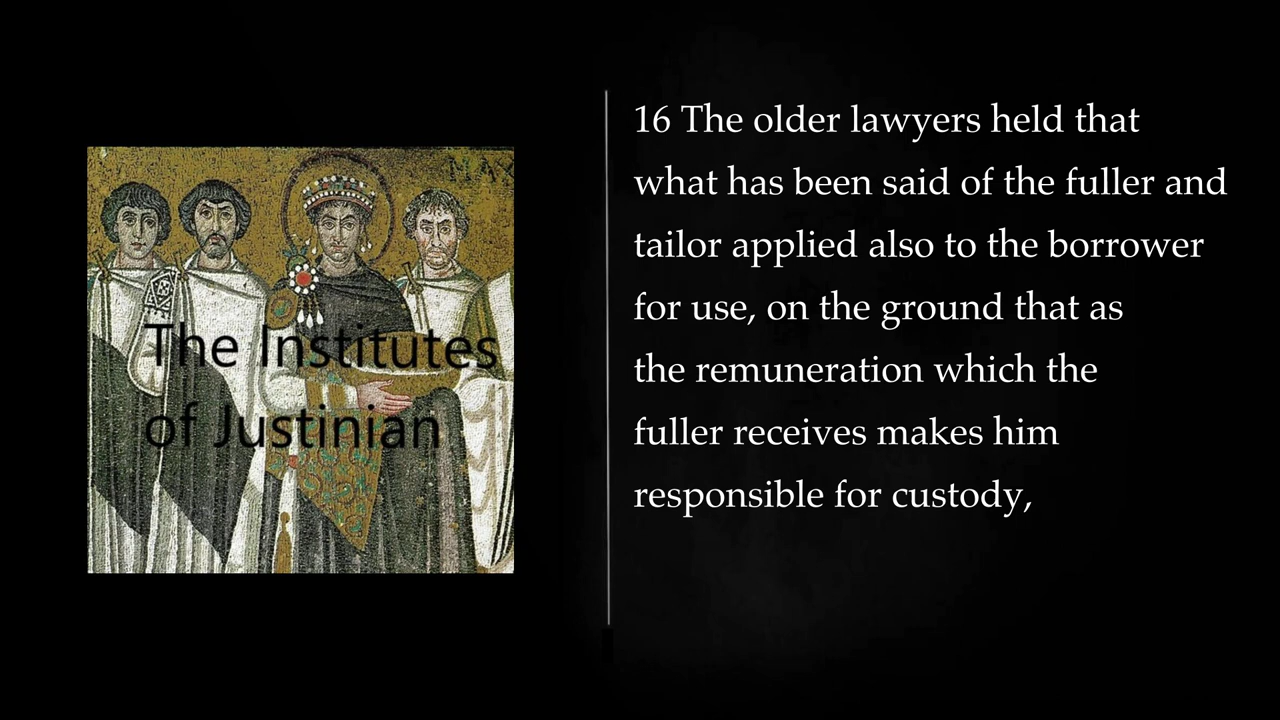 MAX
The Institutes
of Justinian
16 The older lawyers held that
what has been said of the fuller and
tailor applied also to the borrower
for use, on the ground that as
the remuneration which the
fuller receives makes him
responsible for custody,